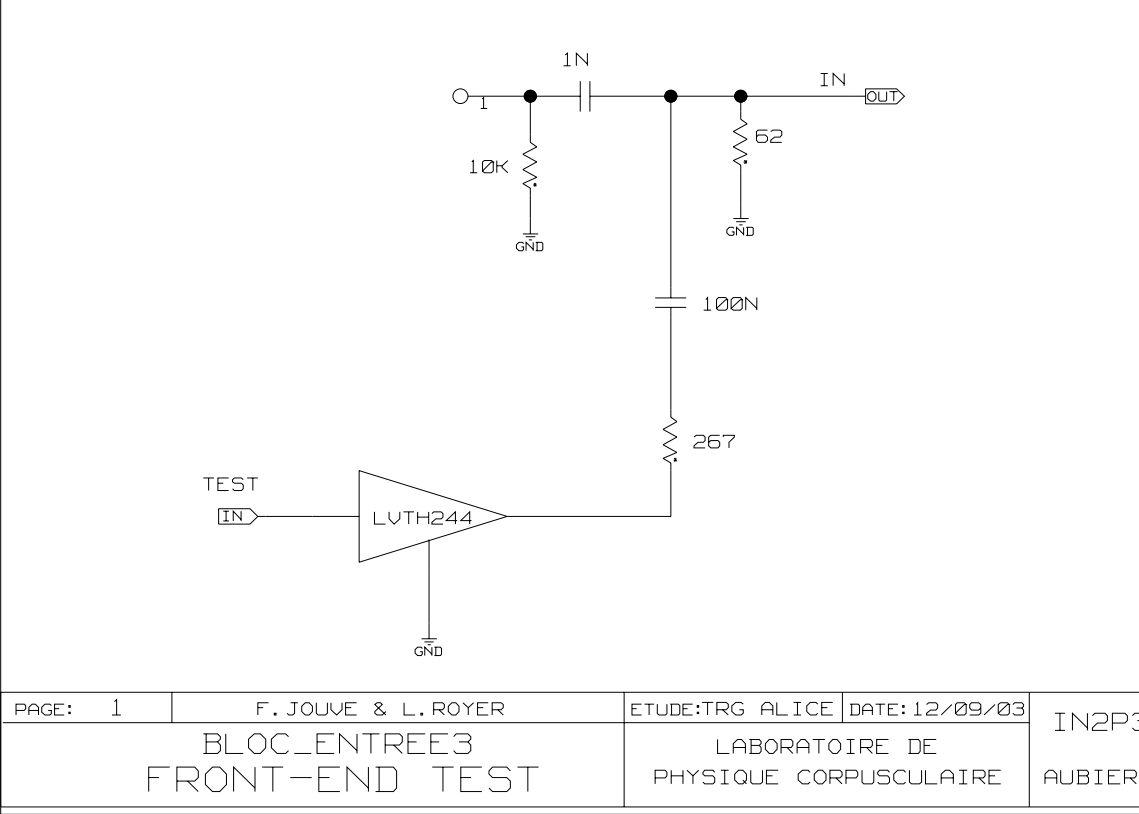 1N
IN
1
OUT
62
10K
GND
GND
100N
267
TEST
IN
LVTH244
GND
PAGE: 1
F.JOUVE & L.ROYER
ETUDE:TRG ALICE
DATE:12/09/03
IN2P3
BLOC_ENTREE3
FRONT-END TEST
LABORATOIRE DE
PHYSIQUE CORPUSCULAIRE
AUBIER